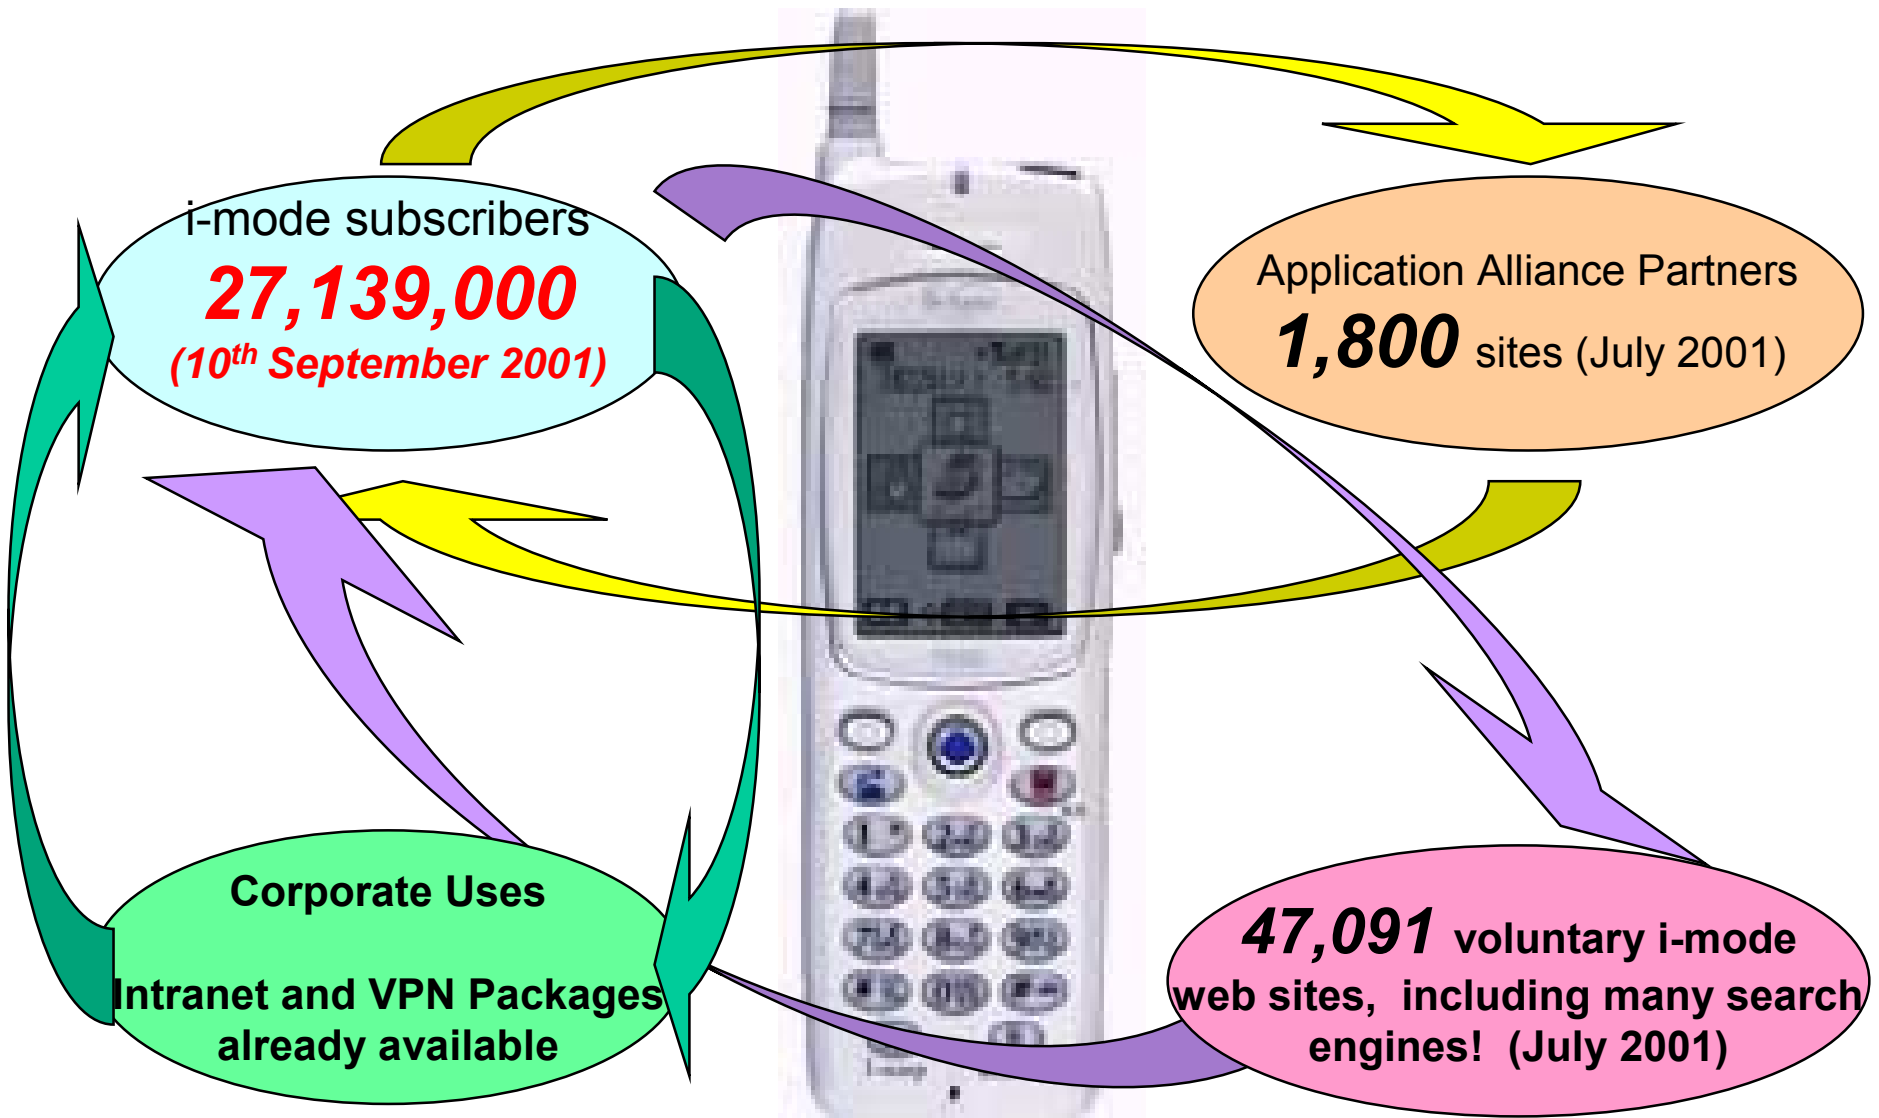 i-mode subscribers
27,139,000
(10th September 2001)
Application Alliance Partners
1,800 sites (July 2001)
Corporate Uses
Intranet and VPN Packages
already available
47,091 voluntary i-mode
web sites, including many search
engines! (July 2001)